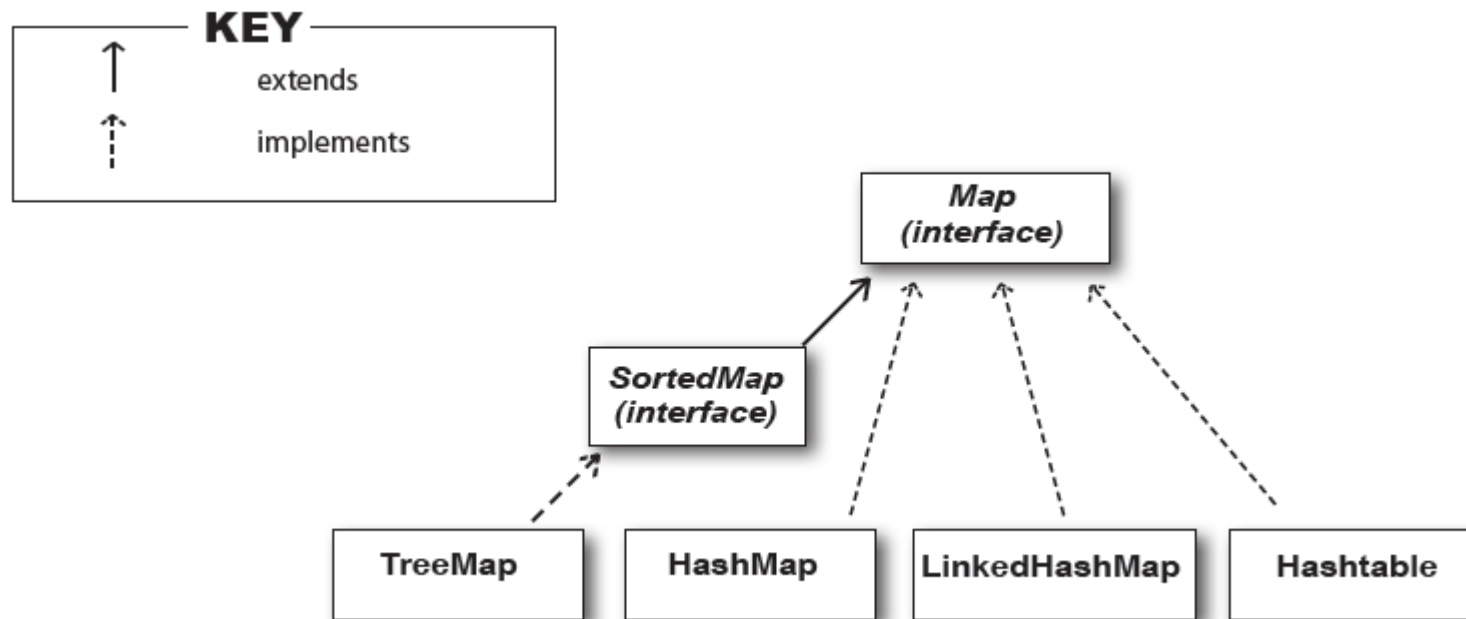 KEY
extends
implements
Map
(interface)
SortedMap
(interface)
TreeMap
HashMap
LinkedHashMap
Hashtable